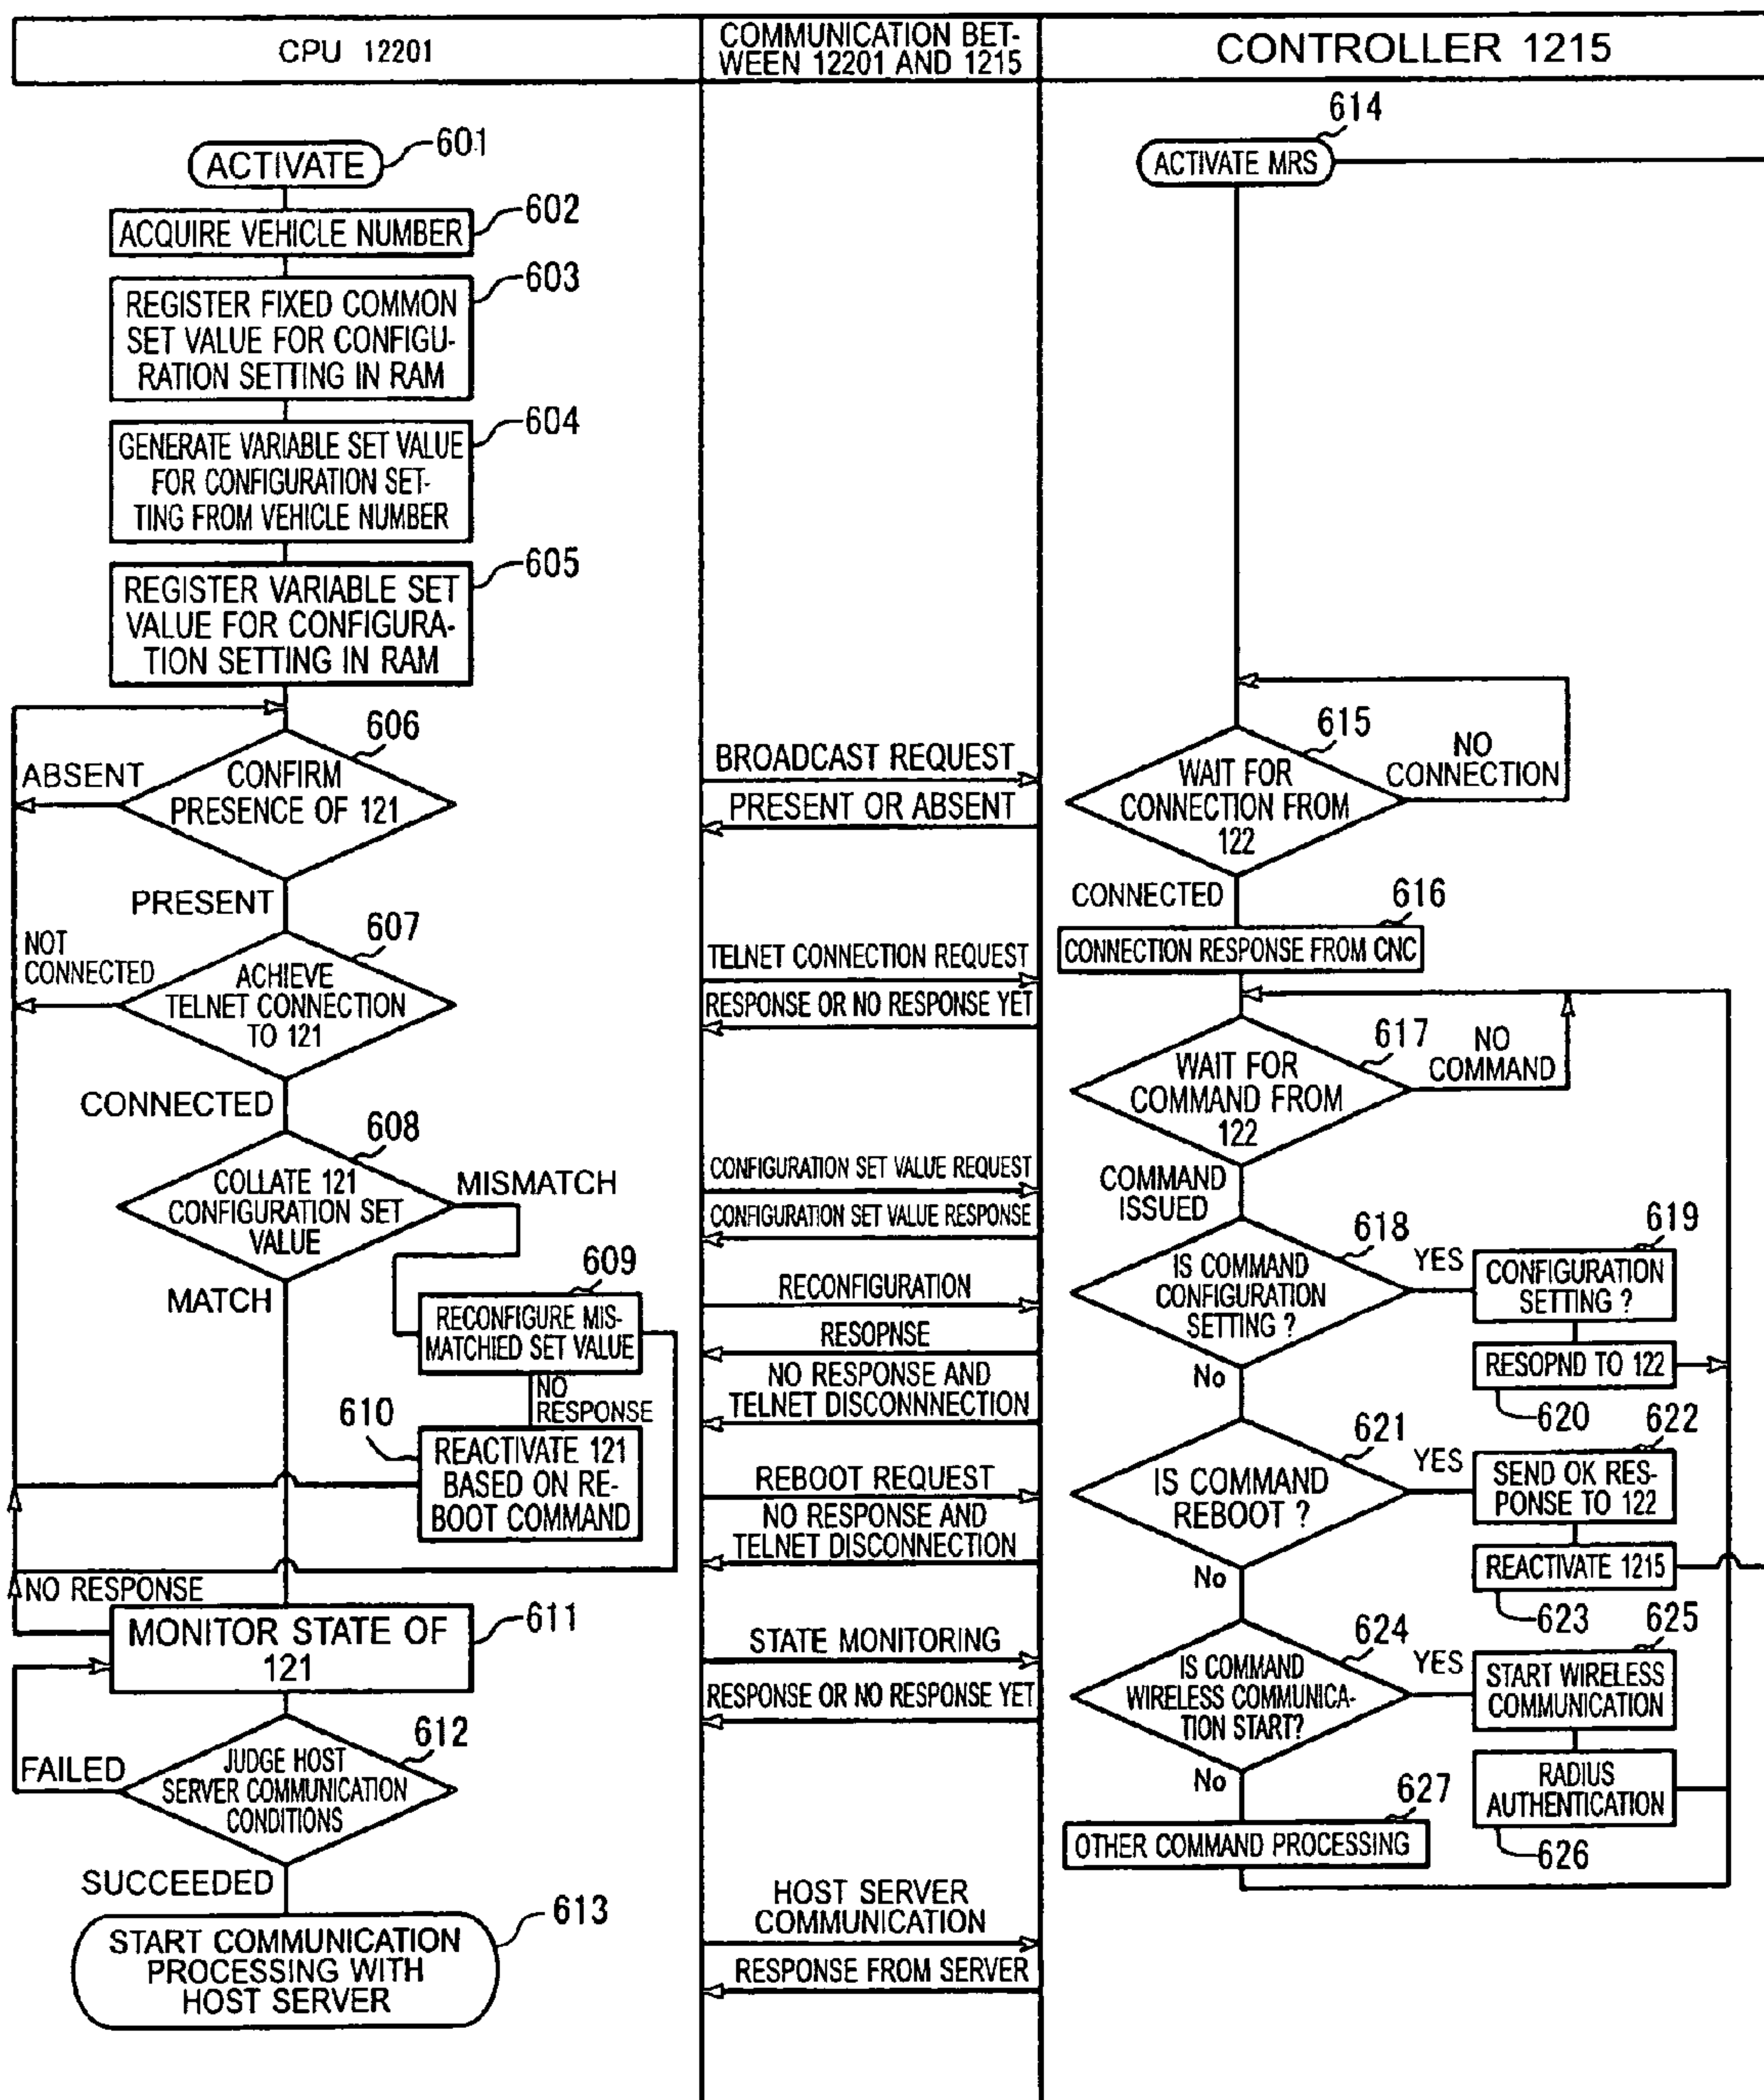 CPU 12201
COMMUNICATION BET-
WEEN 12201 AND 1215
CONTROLLER 1215
ACTIVATE
601
ACQUIRE VEHICLE NUMBER
602
REGISTER FIXED COMMON
SET VALUE FOR CONFIGU-
RATION SETTING IN RAM
603
GENERATE VARIABLE SET VALUE
FOR CONFIGURATION SET-
TING FROM VEHICLE NUMBER
604
REGISTER VARIABLE SET
VALUE FOR CONFIGURA-
TION SETTING IN RAM
605
606
ABSENT
CONFIRM
PRESENCE OF 121
PRESENT
607
NOT
CONNECTED
ACHIEVE
TELNET CONNECTION
TO 121
CONNECTED
608
COLLATE 121
CONFIGURATION SET
VALUE
MISMATCH
MATCH
609
RECONFIGURE MIS-
MATCHIED SET VALUE
NO
RESPONSE
610
REACTIVATE 121
BASED ON RE-
BOOT COMMAND
NO RESPONSE
MONITOR STATE OF
121
611
612
FAILED
JUDGE HOST
SERVER COMMUNICATION
CONDITIONS
SUCCEEDED
START COMMUNICATION
PROCESSING WITH
HOST SERVER
613
BROADCAST REQUEST
PRESENT OR ABSENT
TELNET CONNECTION REQUEST
RESPONSE OR NO RESPONSE YET
CONFIGURATION SET VALUE REQUEST
CONFIGURATION SET VALUE RESPONSE
RECONFIGURATION
RESOPNSE
NO RESPONSE AND
TELNET DISCONNNECTION
REBOOT REQUEST
NO RESPONSE AND
TELNET DISCONNECTION
STATE MONITORING
RESPONSE OR NO RESPONSE YET
HOST SERVER
COMMUNICATION
RESPONSE FROM SERVER
614
ACTIVATE MRS
615
WAIT FOR
CONNECTION FROM
122
NO
CONNECTION
CONNECTED
616
CONNECTION RESPONSE FROM CNC
617
WAIT FOR
COMMAND FROM
122
NO
COMMAND
COMMAND
ISSUED
618
IS COMMAND
CONFIGURATION
SETTING ?
YES
619
CONFIGURATION
SETTING ?
RESOPND TO 122
620
No
621
IS COMMAND
REBOOT ?
YES
622
SEND OK RES-
PONSE TO 122
REACTIVATE 1215
623
No
624
IS COMMAND
WIRELESS COMMUNICA-
TION START?
YES
625
START WIRELESS
COMMUNICATION
RADIUS
AUTHENTICATION
626
No
627
OTHER COMMAND PROCESSING